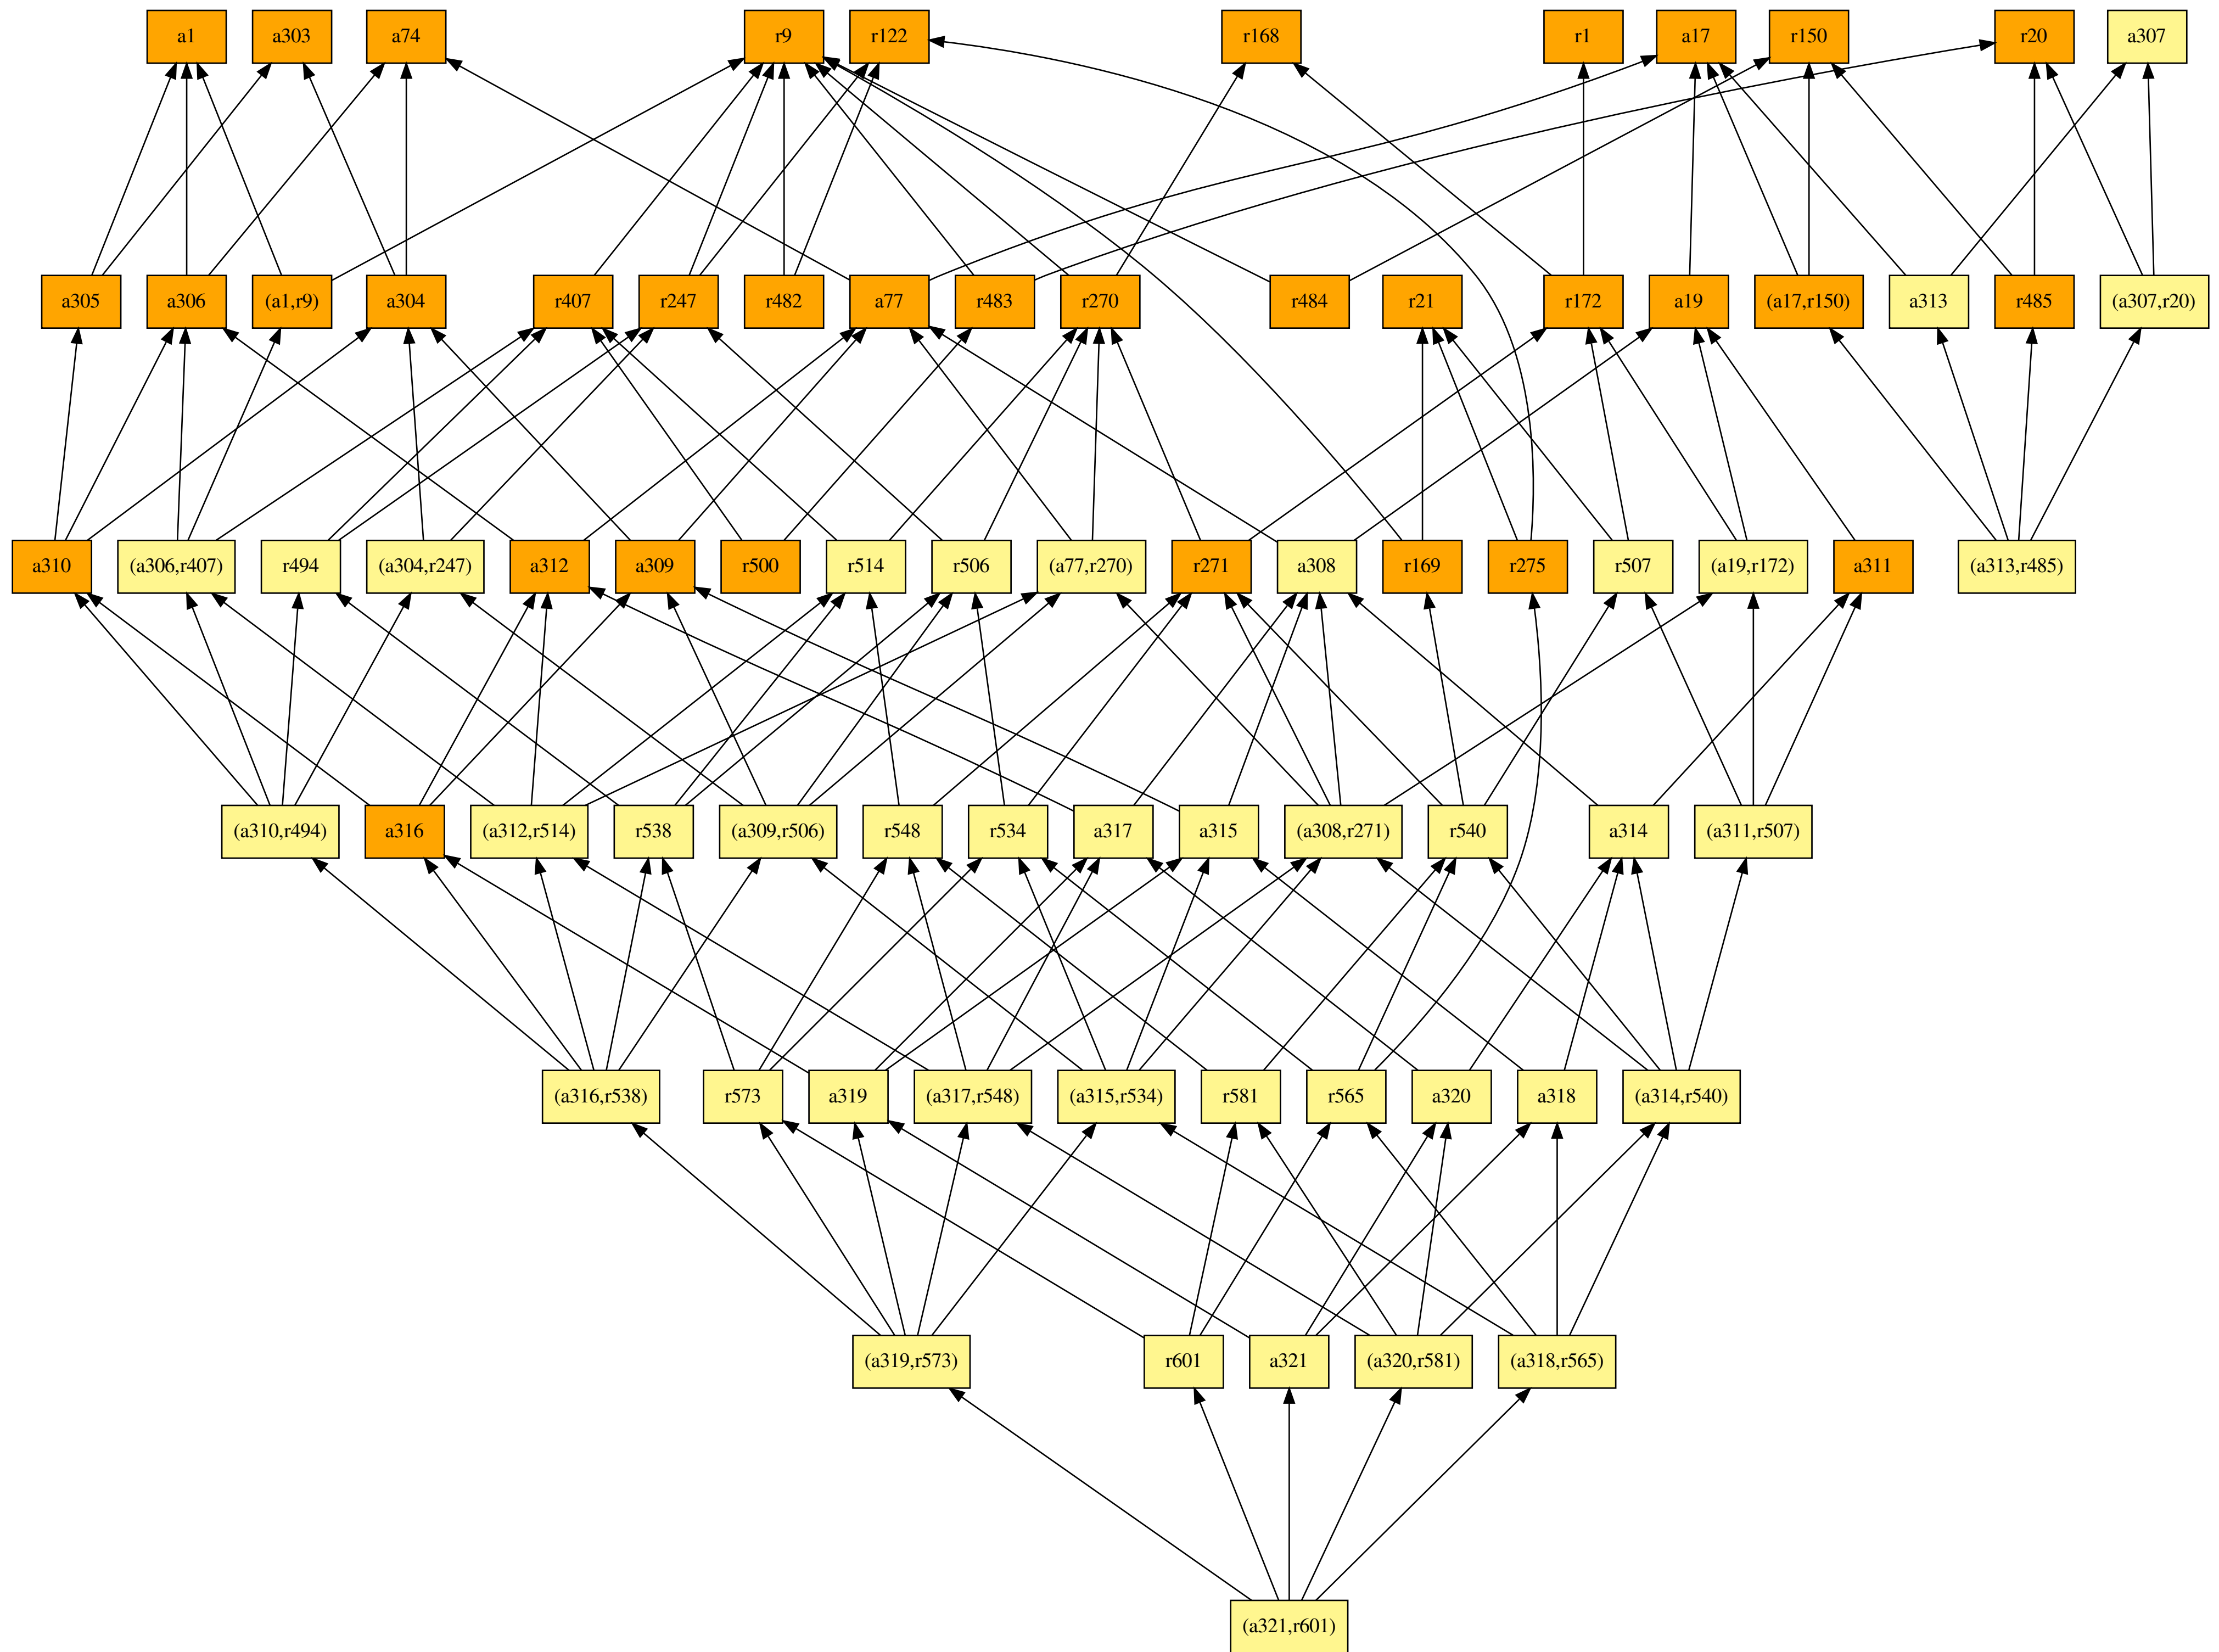 a1 a303 a74 r9 r122 r168 r1 a17 r150 r20 a307
a305 a306 (a1,r9) a304 r407 r247 r482 a77 r483 r270 r484 r21 r172 a19 (a17,r150) a313 r485 (a307,r20)
a310 (a306,r407) r494 (a304,r247) a312 a309 r500 r514 r506 (a77,r270) r271 a308 r169 r275 r507 (a19,r172) a311 (a313,r485)
(a310,r494) a316 (a312,r514) r538 (a309,r506) r548 r534 a317 a315 (a308,r271) r540 a314 (a311,r507)
(a316,r538) r573 a319 (a317,r548) (a315,r534) r581 r565 a320 a318 (a314,r540)
(a319,r573) r601 a321 (a320,r581) (a318,r565)
(a321,r601)